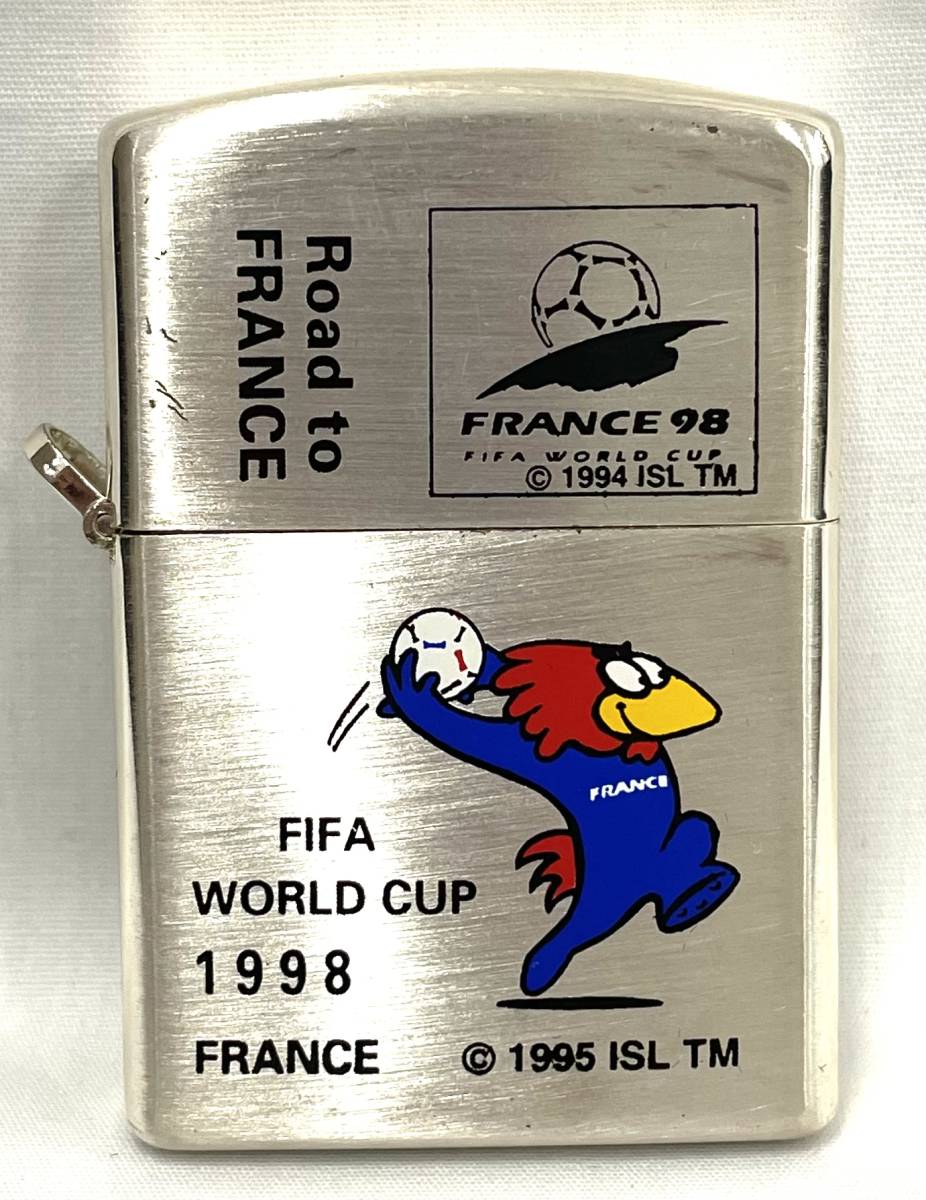 Road to
FRANCE
FRANCE 98
FIFA WORLD CUP
© 1994 ISL TM
FRANCE
FIFA
WORLD CUP
1998
FRANCE
© 1995 ISL TM